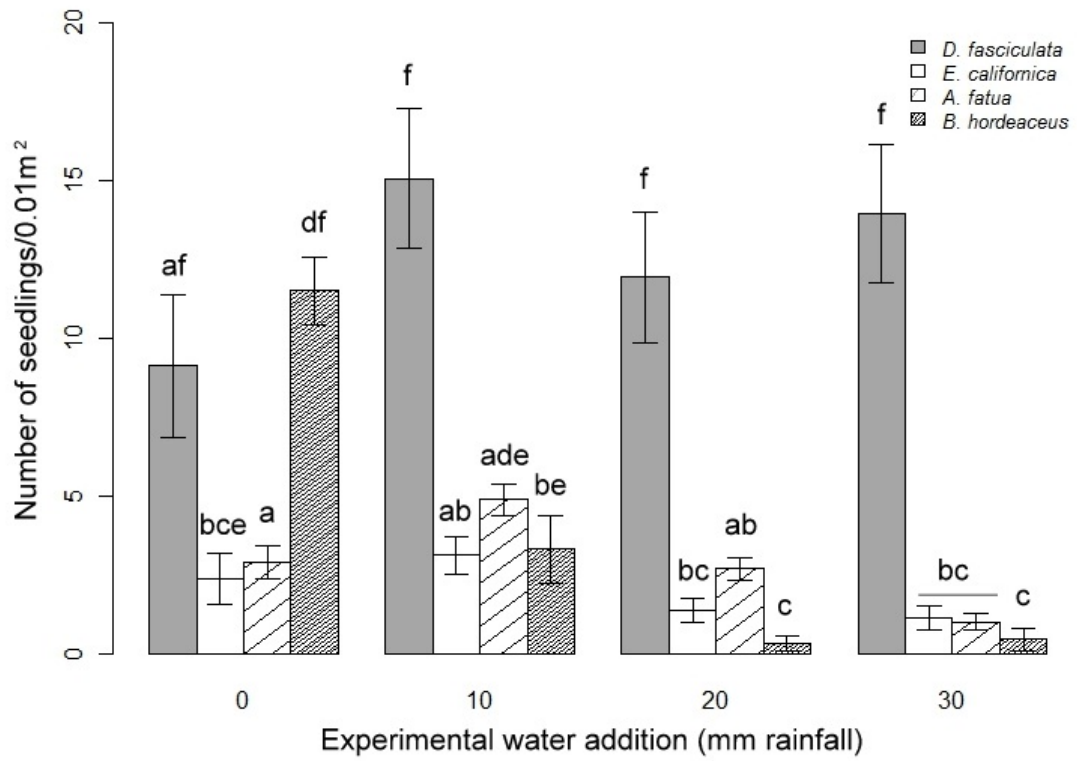 20
15
10
5
0
Number of seedlings/0.01m²
D. fasciculata
E. californica
A. fatua
B. hordeaceus
af
bce
a
df
f
ab
ade
be
f
bc
ab
c
f
bc
c
0 10 20 30
Experimental water addition (mm rainfall)